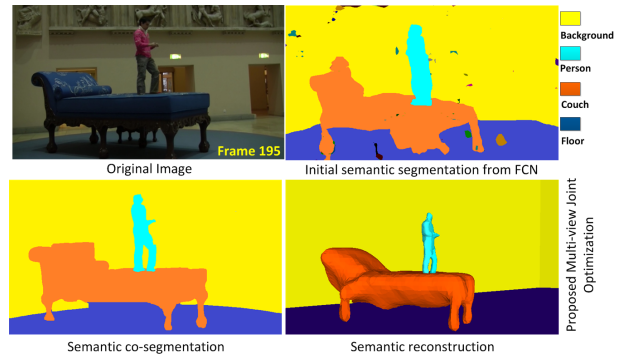 Frame 195
Original Image
Initial semantic segmentation from FCN
Background
Person
Couch
Floor
Semantic co-segmentation
Semantic reconstruction
Proposed Multi-view Joint
Optimization